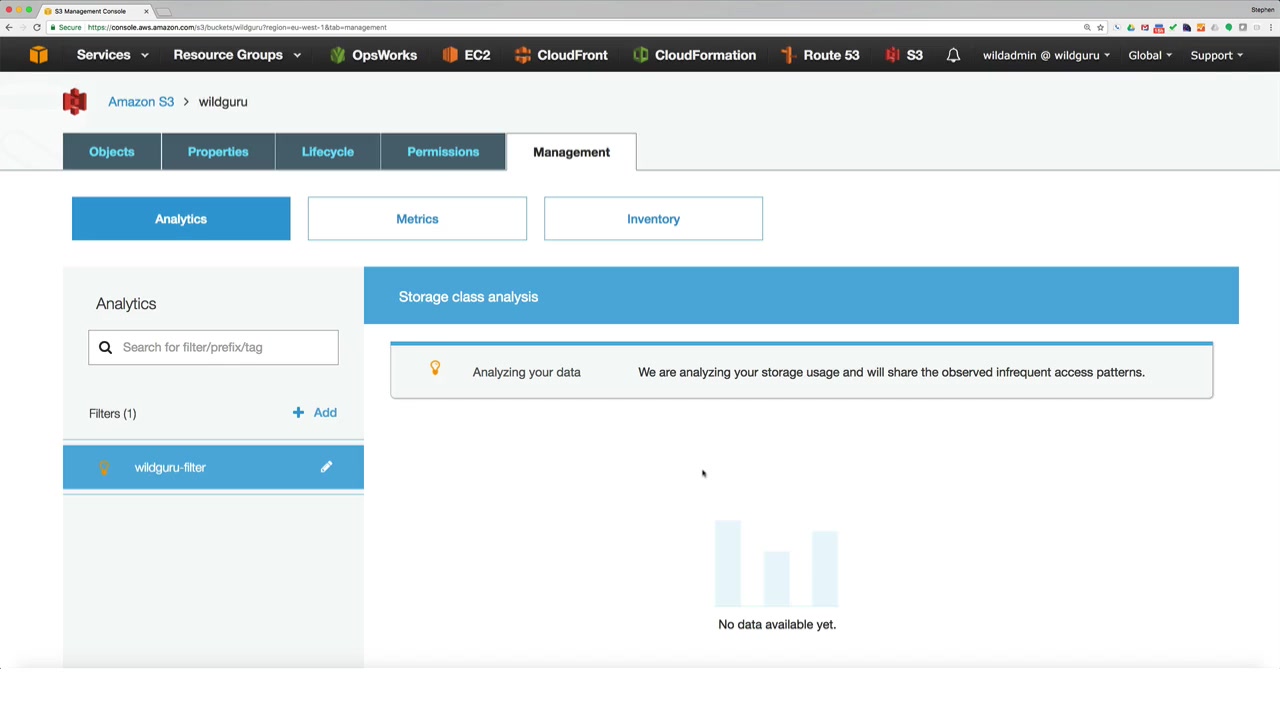 S3 Management Console
Stephen
Secure https://console.aws.amazon.com/s3/buckets/wildguru?region=eu-west-1&tab=management
Services Resource Groups OpsWorks EC2 CloudFront CloudFormation Route 53 S3 wildadmin @ wildguru Global Support
Amazon S3 > wildguru
Objects Properties Lifecycle Permissions Management
Analytics Metrics Inventory
Analytics
Storage class analysis
Search for filter/prefix/tag
Analyzing your data We are analyzing your storage usage and will share the observed infrequent access patterns.
Filters (1) + Add
wildguru-filter
No data available yet.